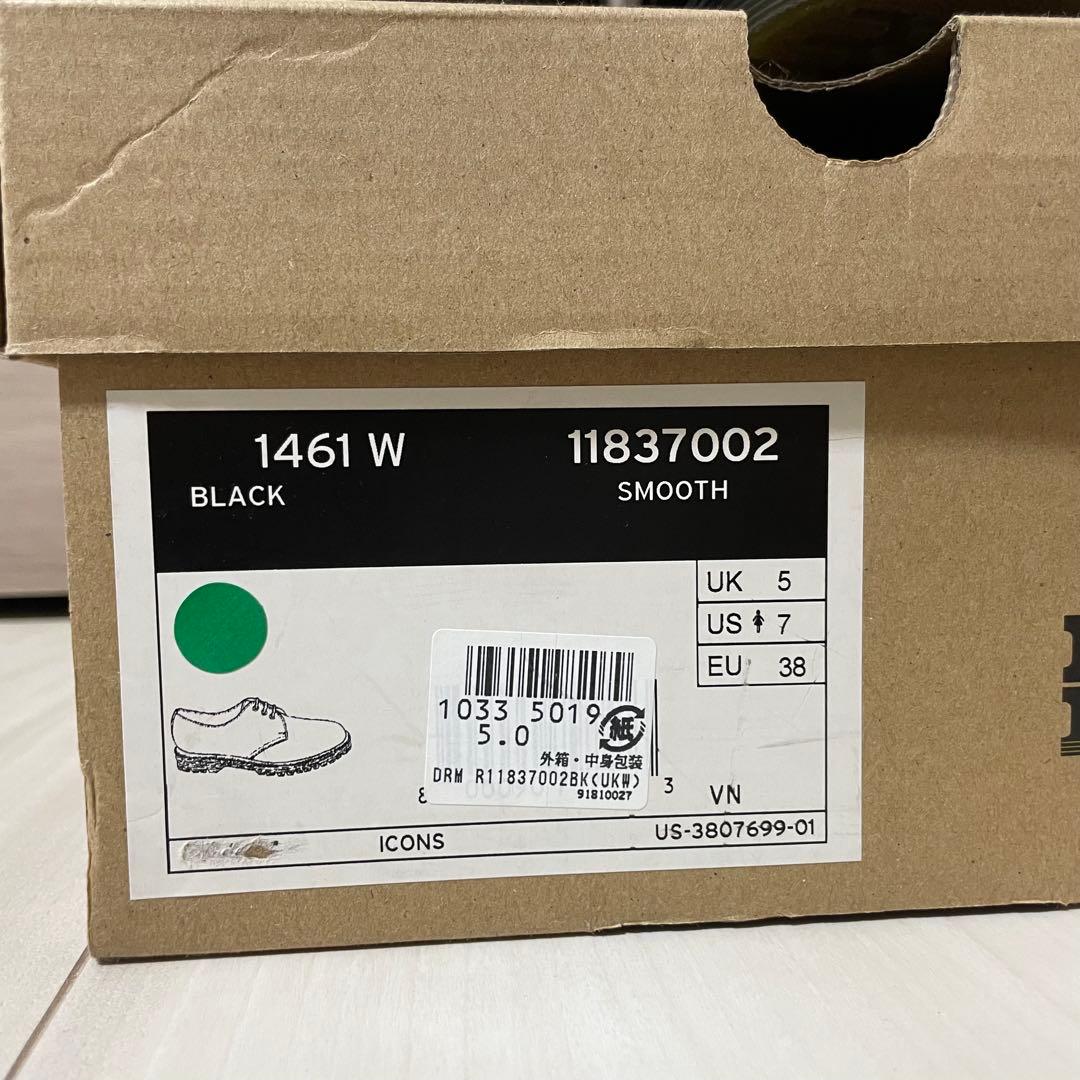 1461 W
11837002
BLACK
SMOOTH
UK 5
US 7
EU 38
1033 5019
紙
5.0
外箱・中身包装
DRM R11837002BK(UKW)
91810027
3
VN
ICONS
US-3807699-01